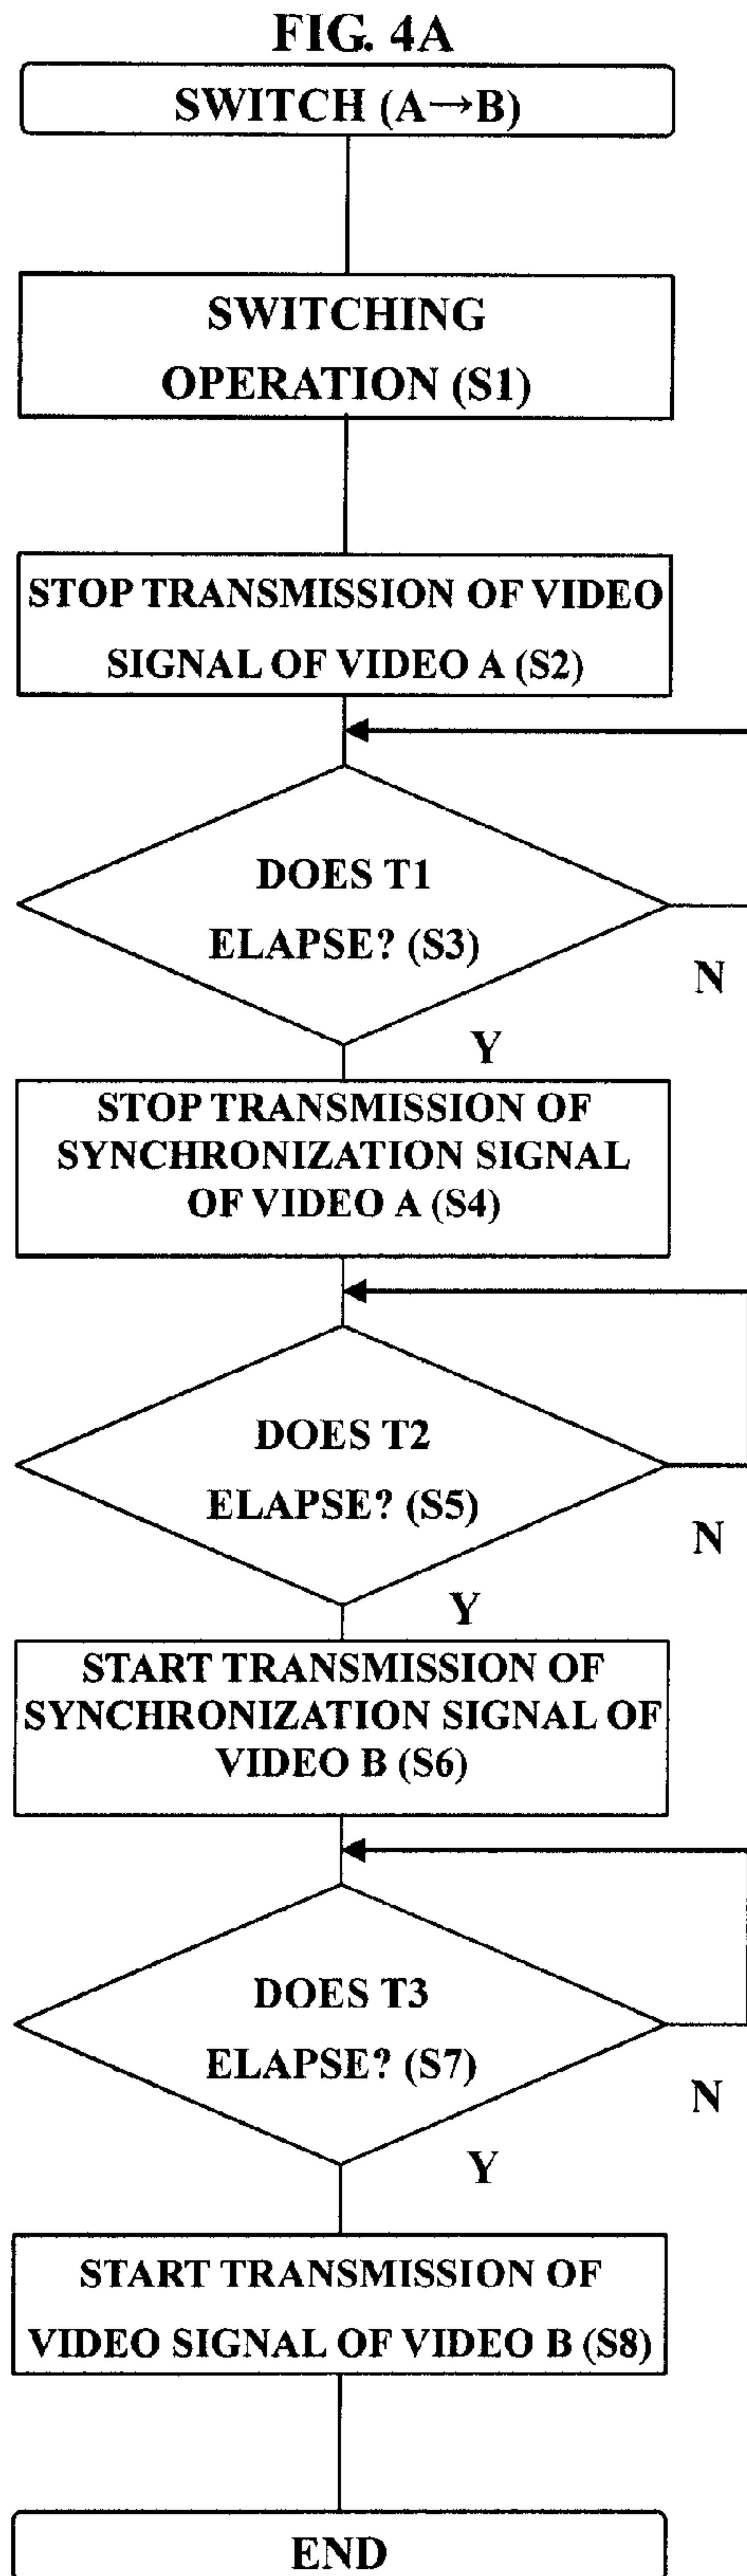 FIG. 4A
SWITCH (A→B)
SWITCHING
OPERATION (S1)
STOP TRANSMISSION OF VIDEO
SIGNAL OF VIDEO A (S2)
DOES T1
ELAPSE? (S3)
N
Y
STOP TRANSMISSION OF
SYNCHRONIZATION SIGNAL
OF VIDEO A (S4)
DOES T2
ELAPSE? (S5)
N
Y
START TRANSMISSION OF
SYNCHRONIZATION SIGNAL OF
VIDEO B (S6)
DOES T3
ELAPSE? (S7)
N
Y
START TRANSMISSION OF
VIDEO SIGNAL OF VIDEO B (S8)
END